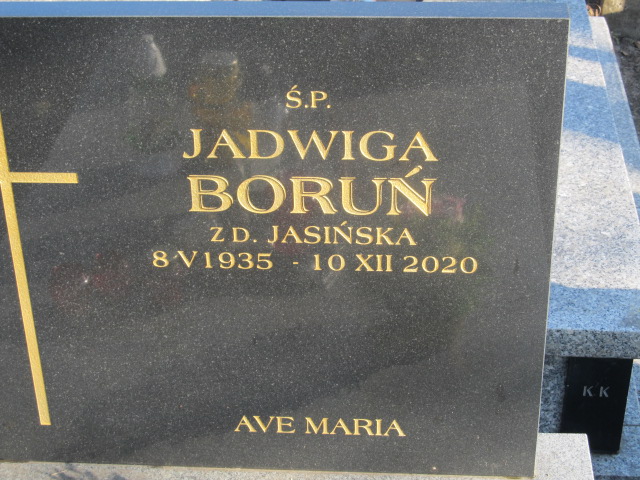 Ś.P.
JADWIGA
BORUŃ
Z D. JASIŃSKA
8 V 1935 - 10 XII 2020
AVE MARIA
K K